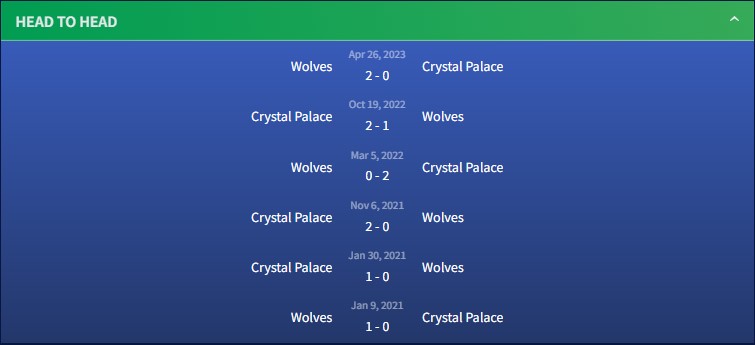 HEAD TO HEAD
Apr 26, 2023
Wolves 2 - 0 Crystal Palace
Oct 19, 2022
Crystal Palace 2 - 1 Wolves
Mar 5, 2022
Wolves 0 - 2 Crystal Palace
Nov 6, 2021
Crystal Palace 2 - 0 Wolves
Jan 30, 2021
Crystal Palace 1 - 0 Wolves
Jan 9, 2021
Wolves 1 - 0 Crystal Palace